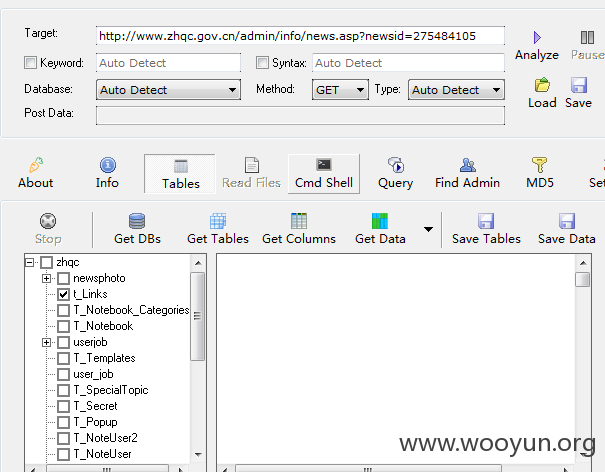 Target: http://www.zhqc.gov.cn/admin/info/news.asp?newsid=275484105
Keyword: Auto Detect Syntax: Auto Detect Analyze Pause
Database: Auto Detect Method: GET Type: Auto Detect
Post Data: Load Save
About Info Tables Read Files Cmd Shell Query Find Admin MD5 Set
Stop Get DBs Get Tables Get Columns Get Data Save Tables Save Data
zhqc
newsphoto
t_Links
T_Notebook_Categories
T_Notebook
userjob
T_Templates
user_job
T_SpecialTopic
T_Secret
T_Popup
T_NoteUser2
T_NoteUser
www.wooyun.org